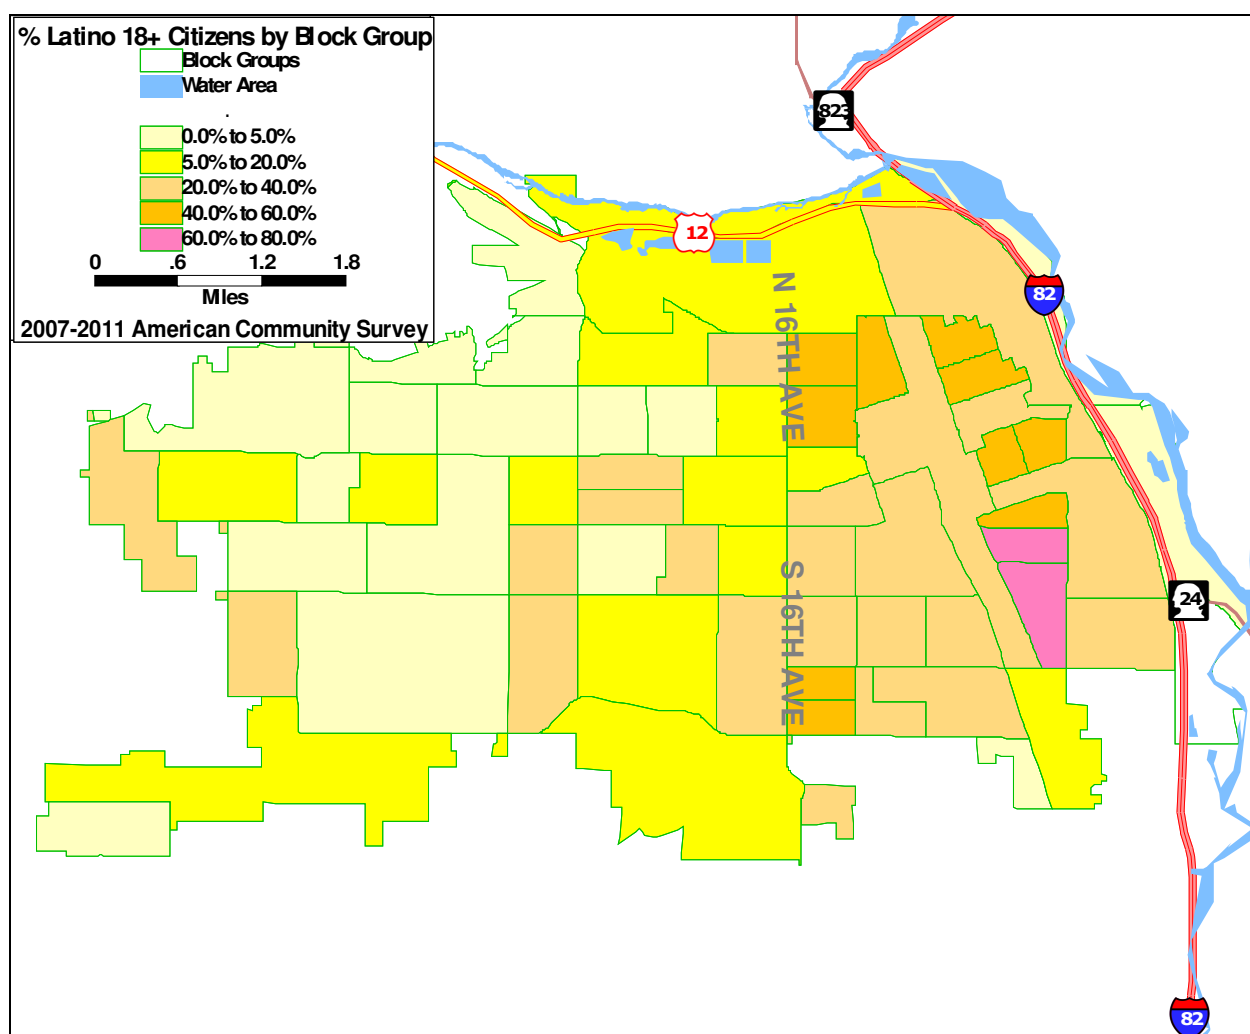 % Latino 18+ Citizens by Block Group
Block Groups
Water Area
.
0.0% to 5.0%
5.0% to 20.0%
20.0% to 40.0%
40.0% to 60.0%
60.0% to 80.0%
0 .6 1.2 1.8
Miles
2007-2011 American Community Survey
823
12
82
N 16TH AVE
S 16TH AVE
24
82